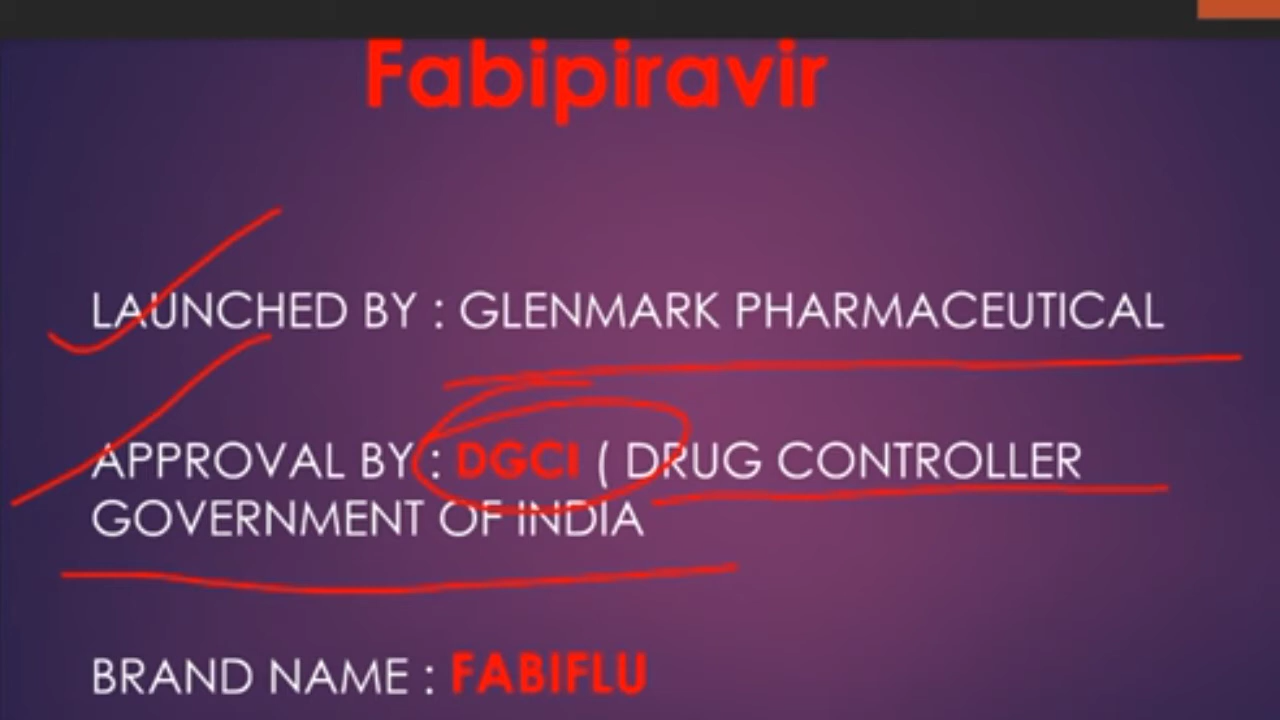 Fabipiravir
LAUNCHED BY : GLENMARK PHARMACEUTICAL
APPROVAL BY : DGCI ( DRUG CONTROLLER
GOVERNMENT OF INDIA
BRAND NAME : FABIFLU